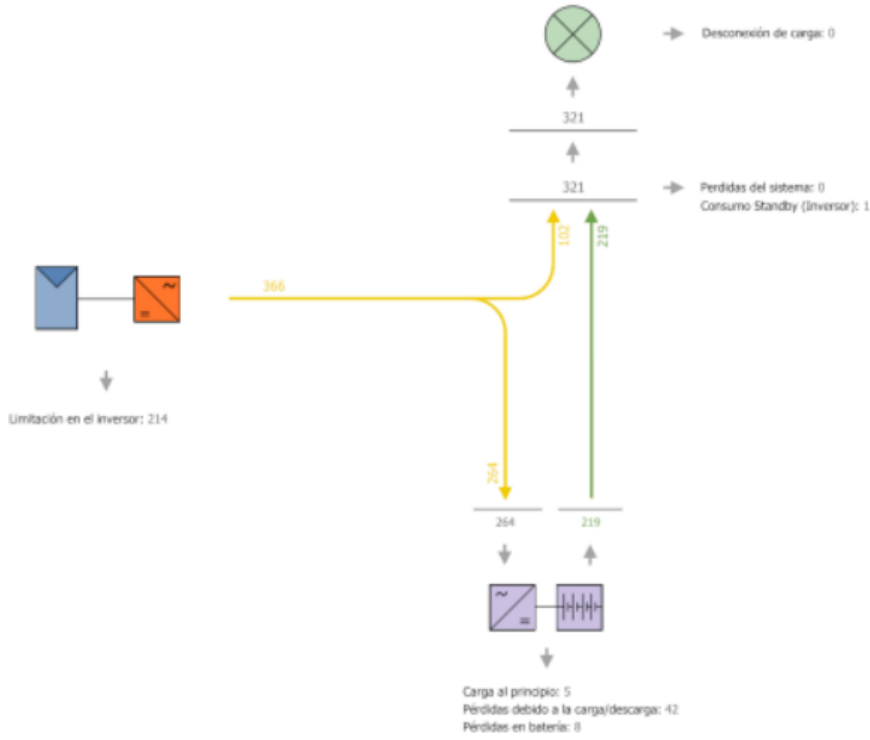 Desconexión de carga: 0
321
321
Perdidas del sistema: 0
Consumo Standby (Inversor): 1
102
219
366
Limitación en el inversor: 214
264
264
219
Carga al principio: 5
Pérdidas debido a la carga/descarga: 42
Pérdidas en batería: 8